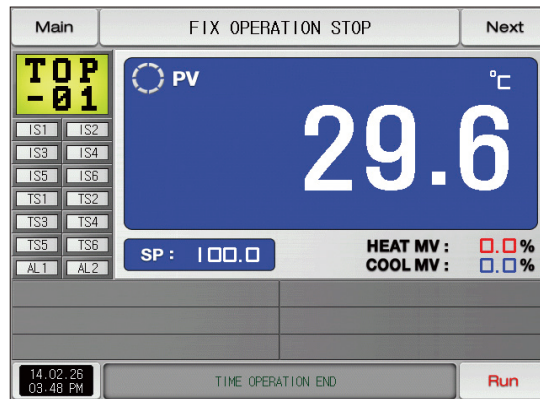 Main
FIX OPERATION STOP
Next
TOP
-01
PV
℃
29.6
IS1 IS2
IS3 IS4
IS5 IS6
TS1 TS2
TS3 TS4
TS5 TS6
AL1 AL2
SP : 100.0
HEAT MV : 0.0%
COOL MV : 0.0%
14.02.26
03:48 PM
TIME OPERATION END
Run